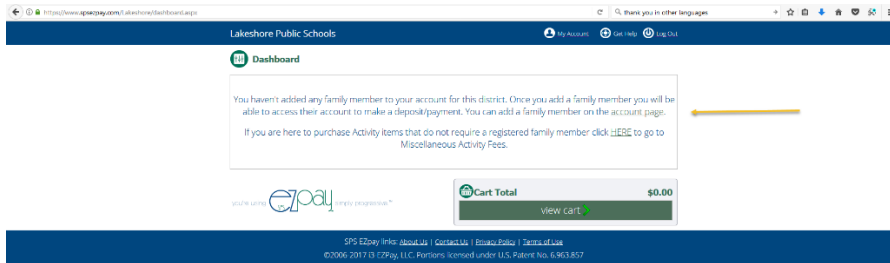 https://www.spsezpay.com/Lakeshore/dashboard.aspx
thank you in other languages
Lakeshore Public Schools
My Account Get Help Log Out
Dashboard
You haven't added any family member to your account for this district. Once you add a family member you will be
able to access their account to make a deposit/payment. You can add a family member on the account page.
If you are here to purchase Activity items that do not require a registered family member click HERE to go to
Miscellaneous Activity Fees.
Cart Total $0.00
you're using ezpay simply progressive™
view cart
SPS EZpay links: About Us | Contact Us | Privacy Policy | Terms of Use
©2006-2017 i3-EZPay, LLC. Portions licensed under U.S. Patent No. 6,963,857